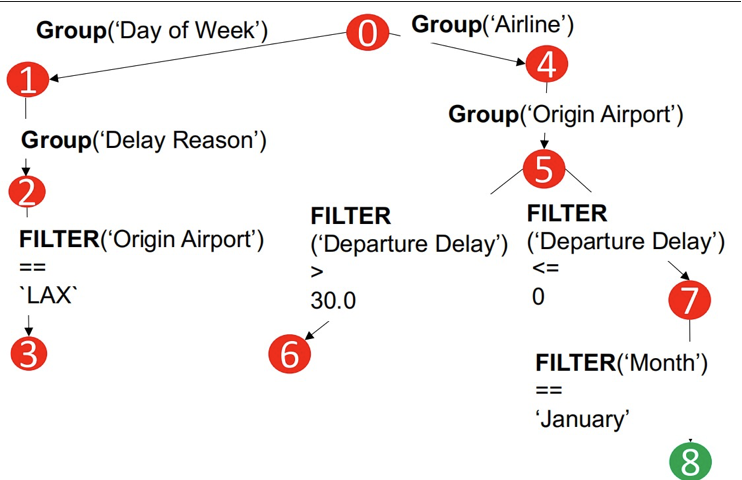 Group('Day of Week')
0
Group('Airline')
1
4
Group('Delay Reason')
Group('Origin Airport')
2
5
FILTER('Origin Airport')
==
`LAX`
FILTER
('Departure Delay')
>
30.0
FILTER
('Departure Delay')
<=
0
7
3
6
FILTER('Month')
==
'January'
8